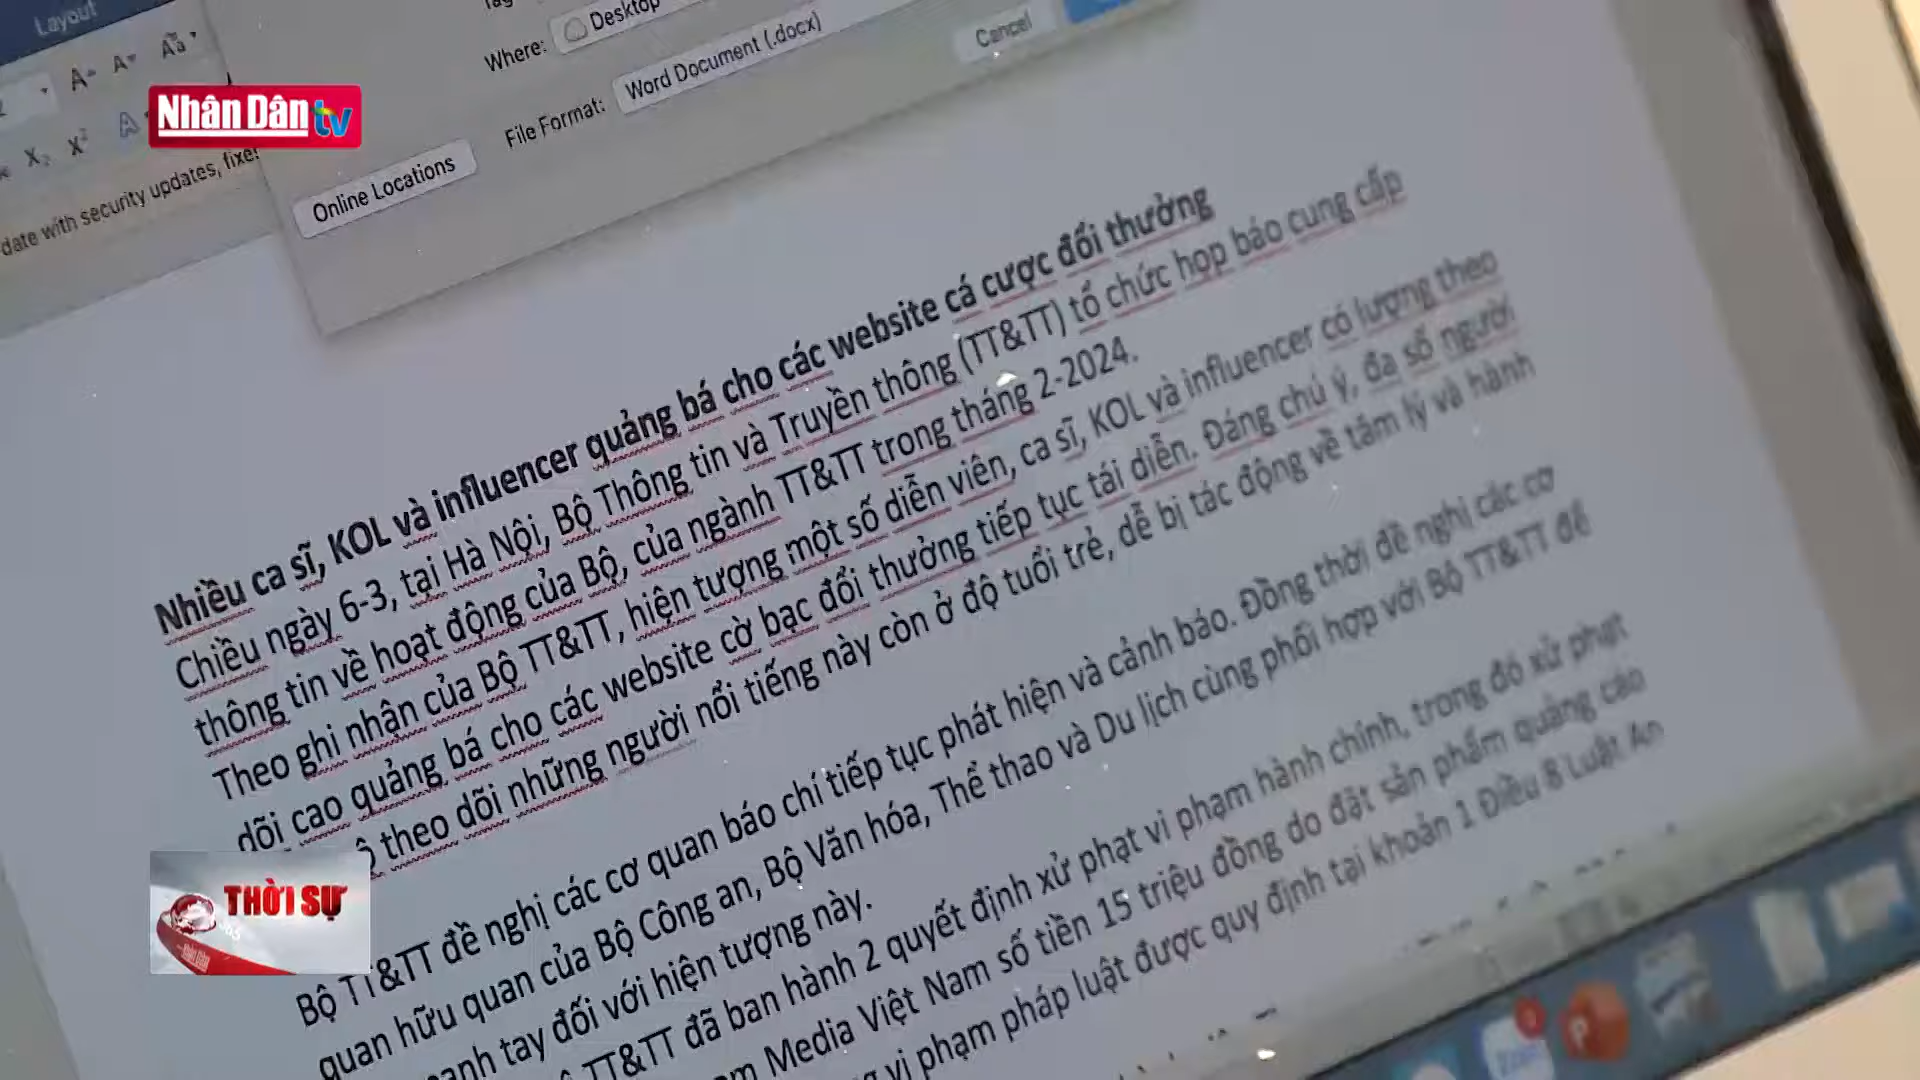 Layout
Where: Desktop
File Format: Word Document (.docx)
Cancel
Online Locations
Nhân Dân tv
date with security updates, fixes
Nhiều ca sĩ, KOL và influencer quảng bá cho các website cá cược đổi thưởng
Chiều ngày 6-3, tại Hà Nội, Bộ Thông tin và Truyền thông (TT&TT) tổ chức họp báo cung cấp
thông tin về hoạt động của Bộ, của ngành TT&TT trong tháng 2-2024.
Theo ghi nhận của Bộ TT&TT, hiện tượng một số diễn viên, ca sĩ, KOL và influencer có lượng theo
dõi cao quảng bá cho các website cờ bạc đổi thưởng tiếp tục tái diễn. Đáng chú ý, đa số người
theo dõi những người nổi tiếng này còn ở độ tuổi trẻ, dễ bị tác động về tâm lý và hành
Bộ TT&TT đề nghị các cơ quan báo chí tiếp tục phát hiện và cảnh báo. Đồng thời đề nghị các cơ
quan hữu quan của Bộ Công an, Bộ Văn hóa, Thể thao và Du lịch cùng phối hợp với Bộ TT&TT để
tay đối với hiện tượng này.
TT&TT đã ban hành 2 quyết định xử phạt vi phạm hành chính, trong đó xử phạt
Media Việt Nam số tiền 15 triệu đồng do đặt sản phẩm quảng cáo
vi phạm pháp luật được quy định tại khoản 1 Điều 8 Luật An
THỜI SỰ